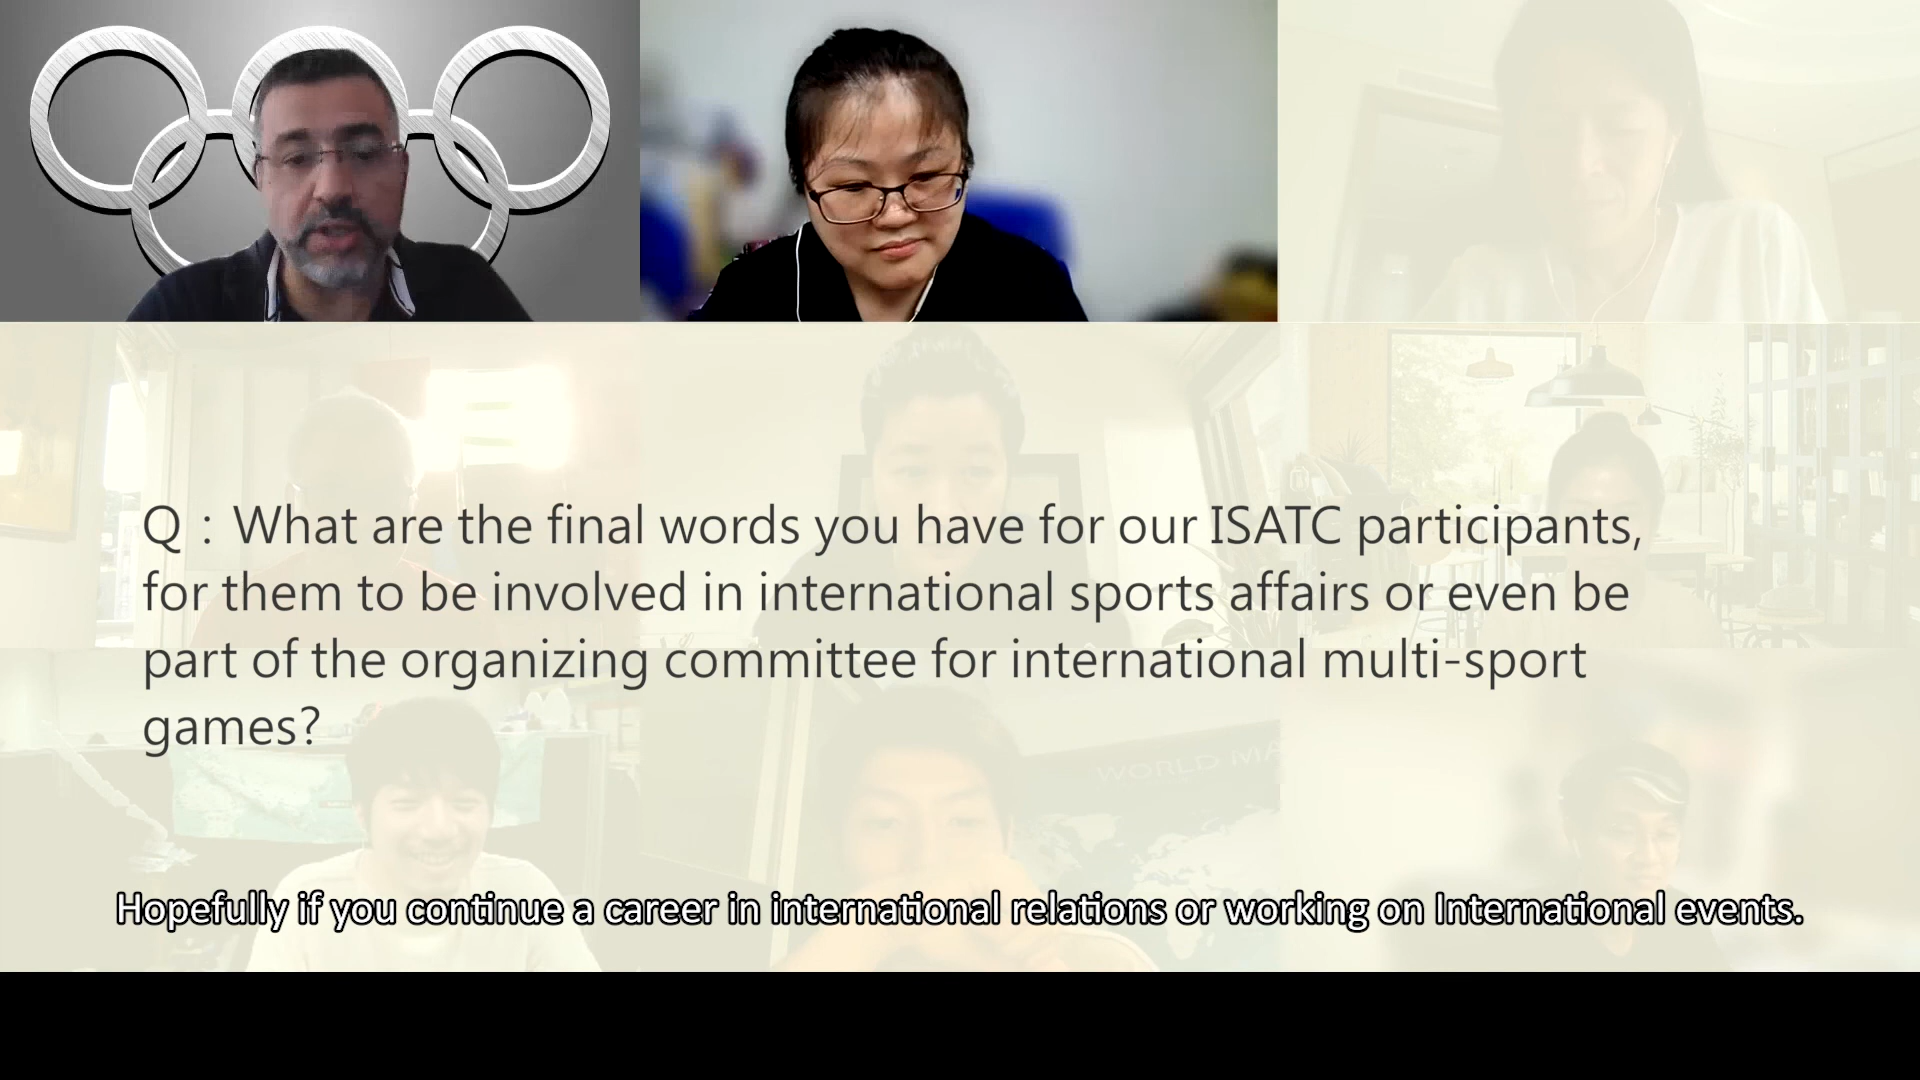 Q : What are the final words you have for our ISATC participants,
for them to be involved in international sports affairs or even be
part of the organizing committee for international multi-sport
games?
WORLD MA
Hopefully if you continue a career in international relations or working on International events.